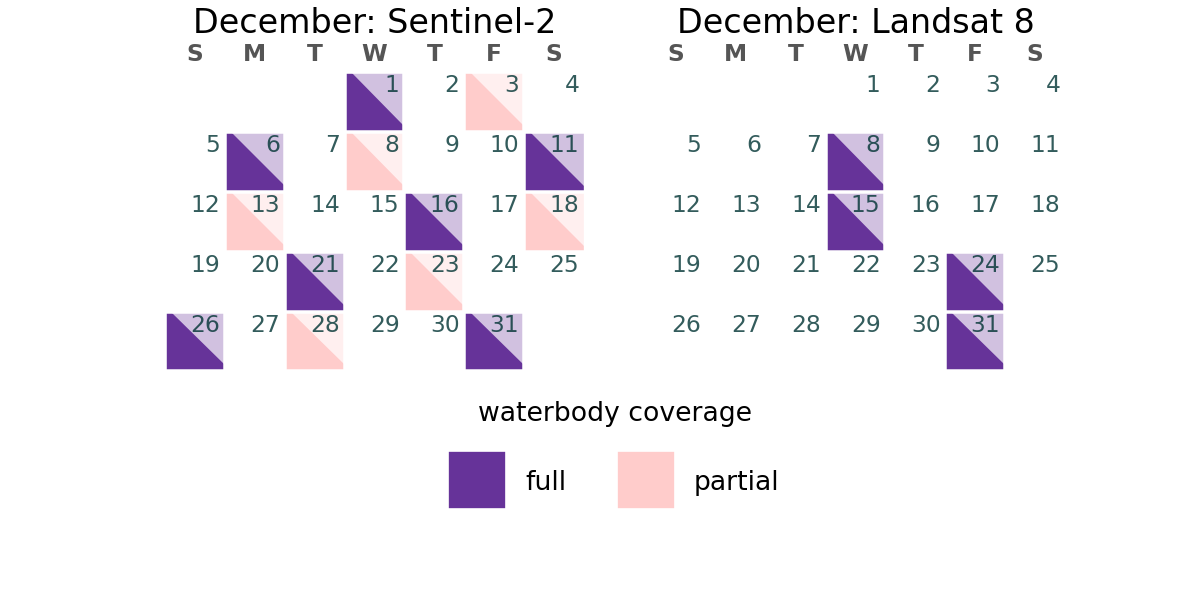 December: Sentinel-2
S M T W T F S
1 2 3 4
5 6 7 8 9 10 11
12 13 14 15 16 17 18
19 20 21 22 23 24 25
26 27 28 29 30 31
December: Landsat 8
S M T W T F S
1 2 3 4
5 6 7 8 9 10 11
12 13 14 15 16 17 18
19 20 21 22 23 24 25
26 27 28 29 30 31
waterbody coverage
full
partial